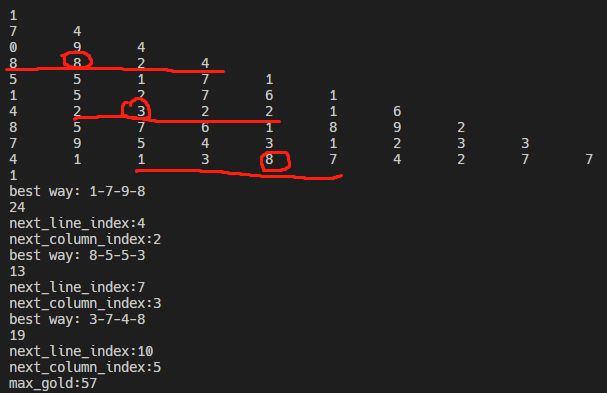 1
7 4
0 9 4
8 8 2 4
5 5 1 7 1
1 5 2 7 6 1
4 2 3 2 2 1 6
8 5 7 6 1 8 9 2
7 9 5 4 3 1 2 3 3
4 1 1 3 8 7 4 2 7 7
1
best way: 1-7-9-8
24
next_line_index:4
next_column_index:2
best way: 8-5-5-3
13
next_line_index:7
next_column_index:3
best way: 3-7-4-8
19
next_line_index:10
next_column_index:5
max_gold:57